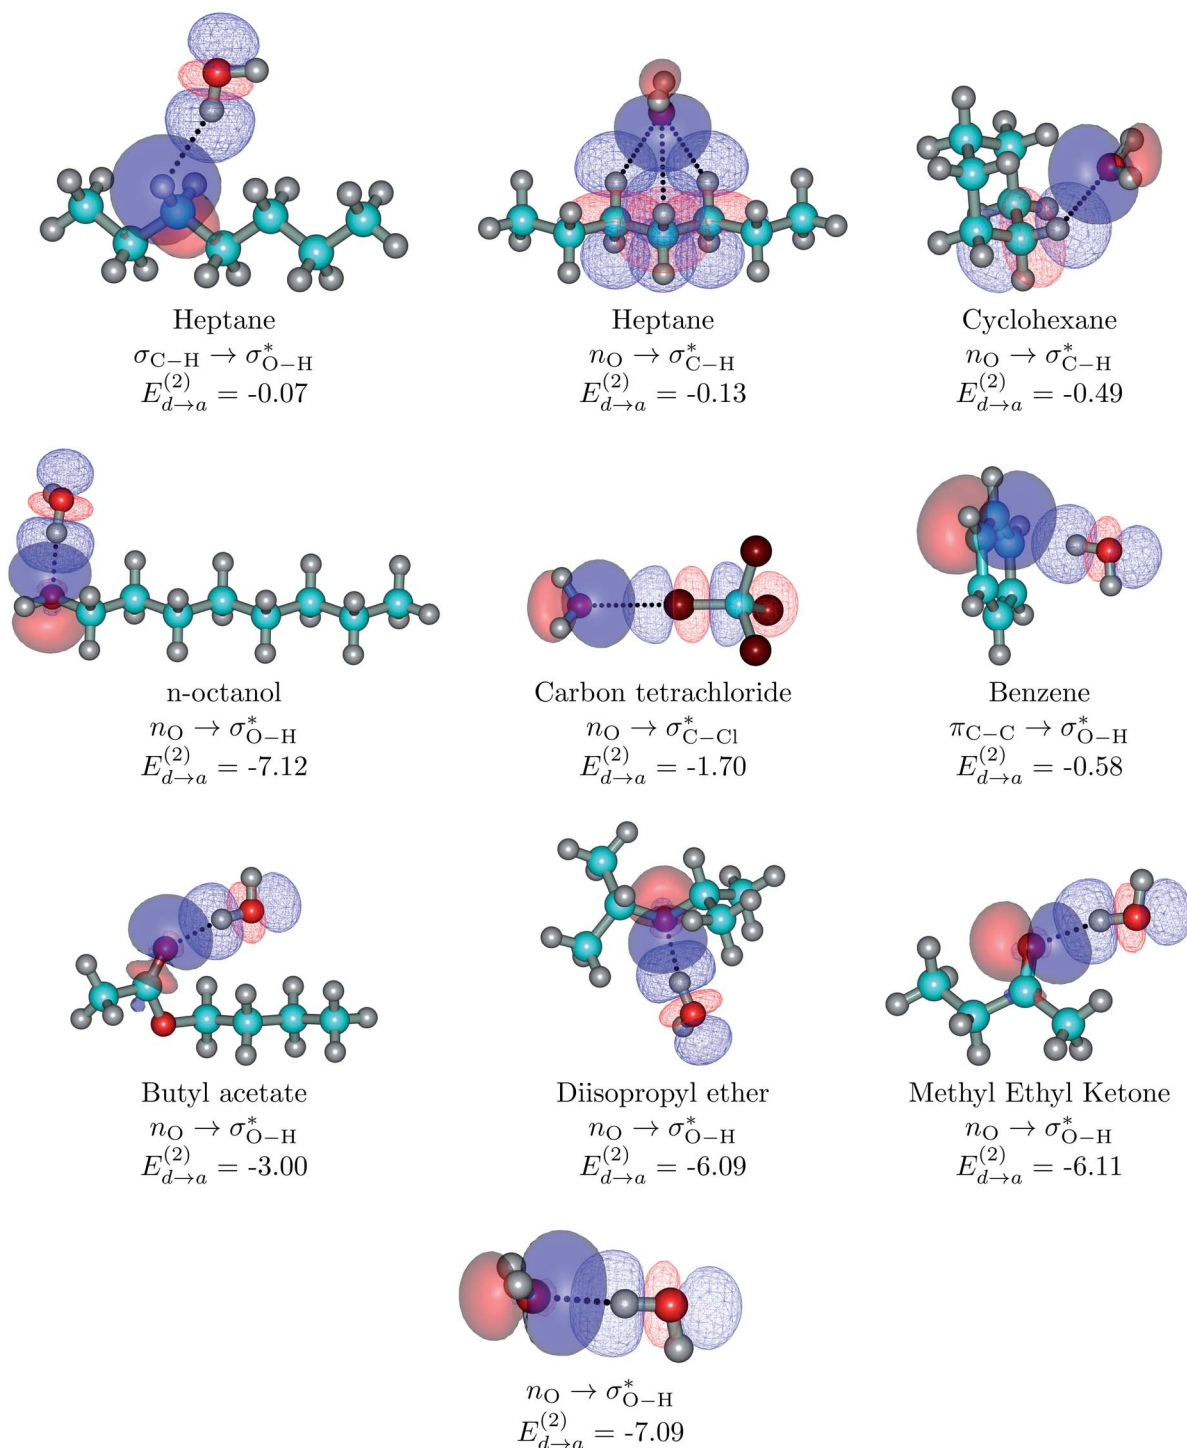 Heptane
σC−H → σ*O−H
E(2)d→a = -0.07
Heptane
nO → σ*C−H
E(2)d→a = -0.13
Cyclohexane
nO → σ*C−H
E(2)d→a = -0.49
n-octanol
nO → σ*O−H
E(2)d→a = -7.12
Carbon tetrachloride
nO → σ*C−Cl
E(2)d→a = -1.70
Benzene
πC−C → σ*O−H
E(2)d→a = -0.58
Butyl acetate
nO → σ*O−H
E(2)d→a = -3.00
Diisopropyl ether
nO → σ*O−H
E(2)d→a = -6.09
Methyl Ethyl Ketone
nO → σ*O−H
E(2)d→a = -6.11
nO → σ*O−H
E(2)d→a = -7.09